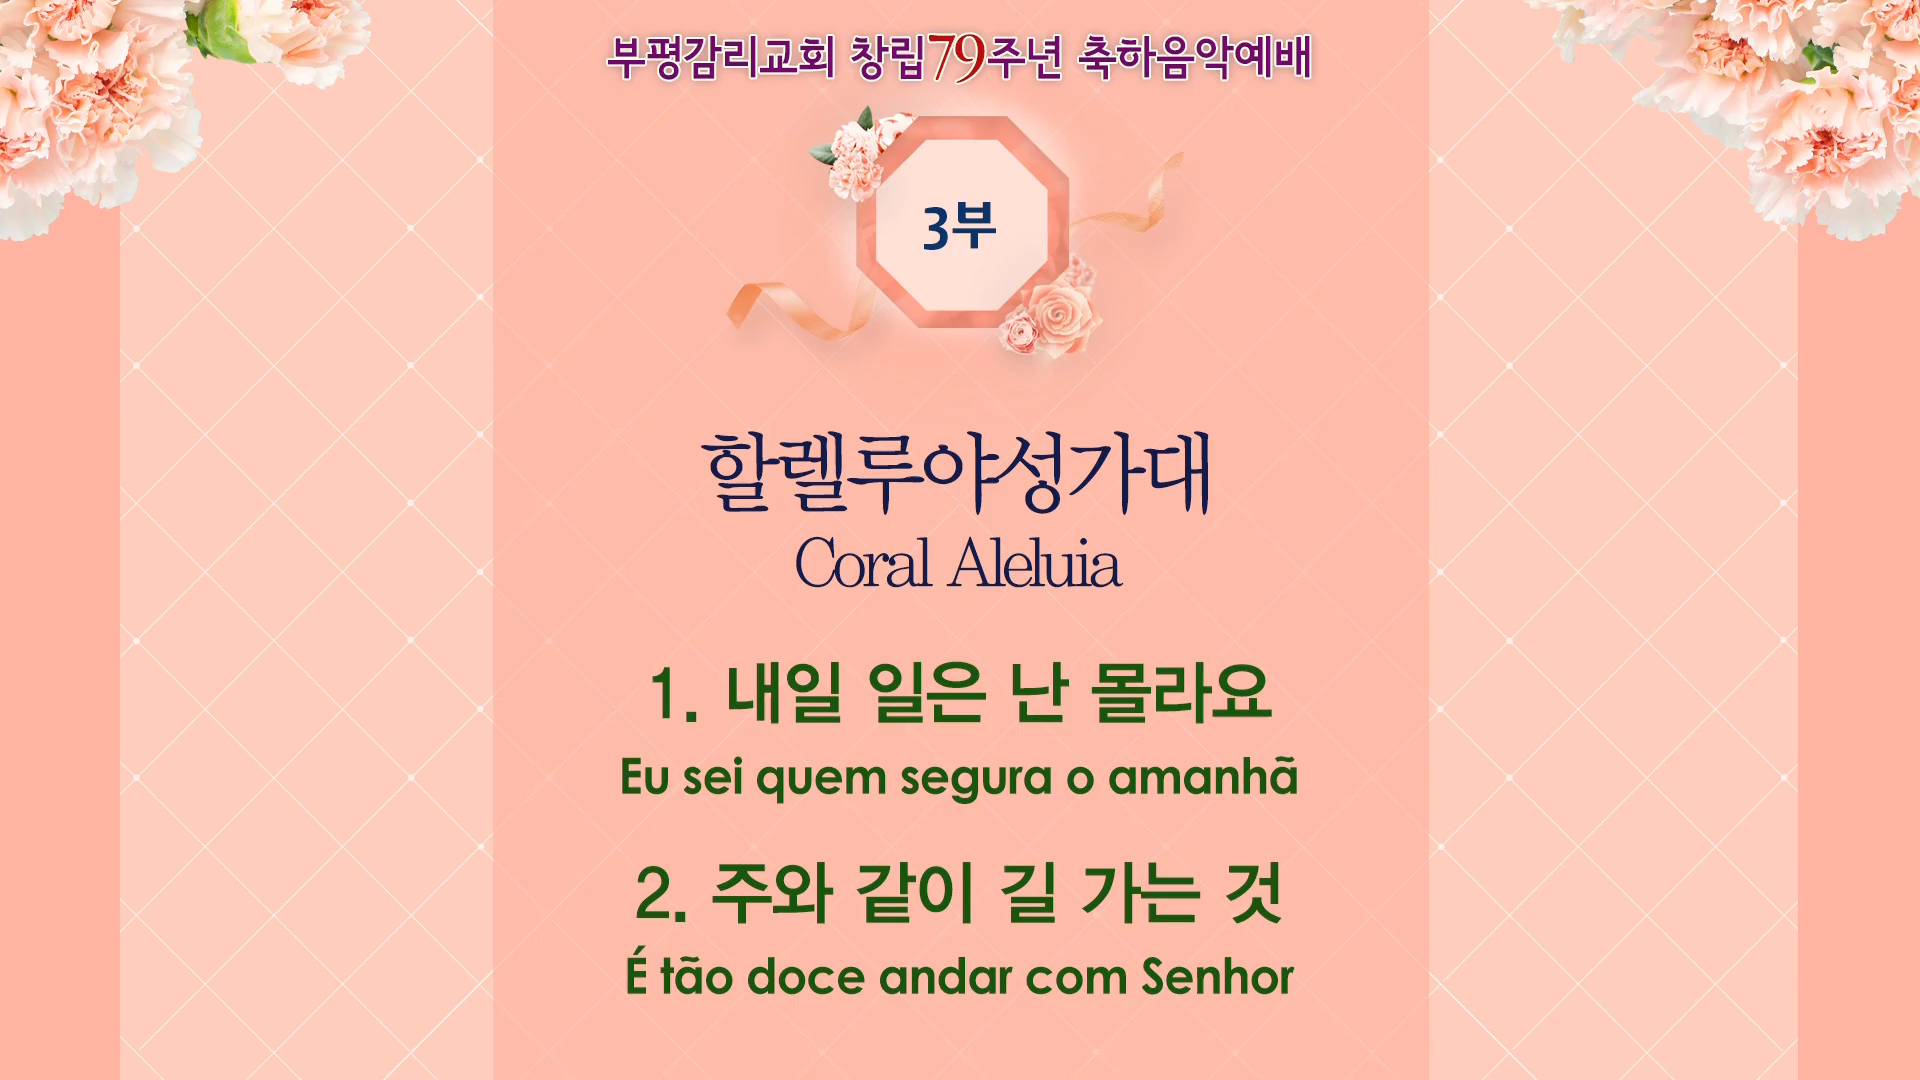 부평감리교회 창립79주년 축하음악예배
3부
할렐루야성가대
Coral Aleluia
1. 내일 일은 난 몰라요
Eu sei quem segura o amanhã
2. 주와 같이 길 가는 것
É tão doce andar com Senhor